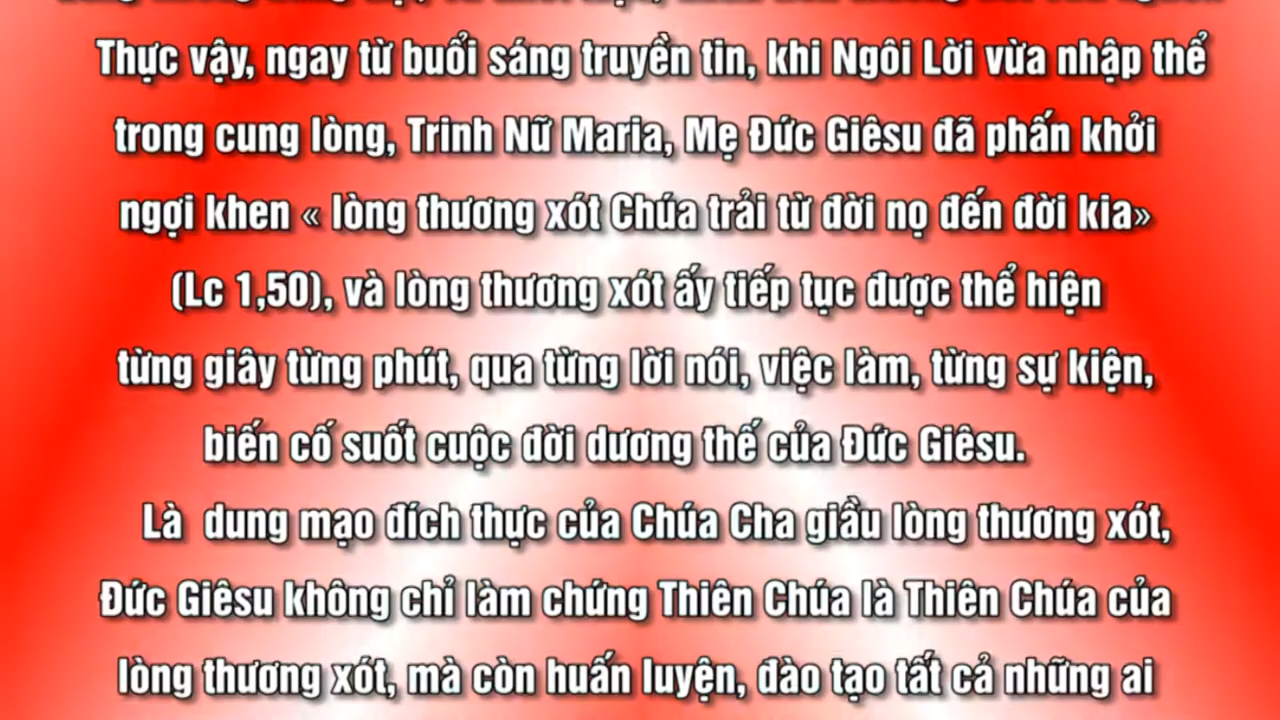 Thực vậy, ngay từ buổi sáng truyền tin, khi Ngôi Lời vừa nhập thể
trong cung lòng, Trinh Nữ Maria, Mẹ Đức Giêsu đã phấn khởi
ngợi khen « lòng thương xót Chúa trải từ đời nọ đến đời kia»
(Lc 1,50), và lòng thương xót ấy tiếp tục được thể hiện
từng giây từng phút, qua từng lời nói, việc làm, từng sự kiện,
biến cố suốt cuộc đời dương thế của Đức Giêsu.
Là dung mạo đích thực của Chúa Cha giầu lòng thương xót,
Đức Giêsu không chỉ làm chứng Thiên Chúa là Thiên Chúa của
lòng thương xót, mà còn huấn luyện, đào tạo tất cả những ai